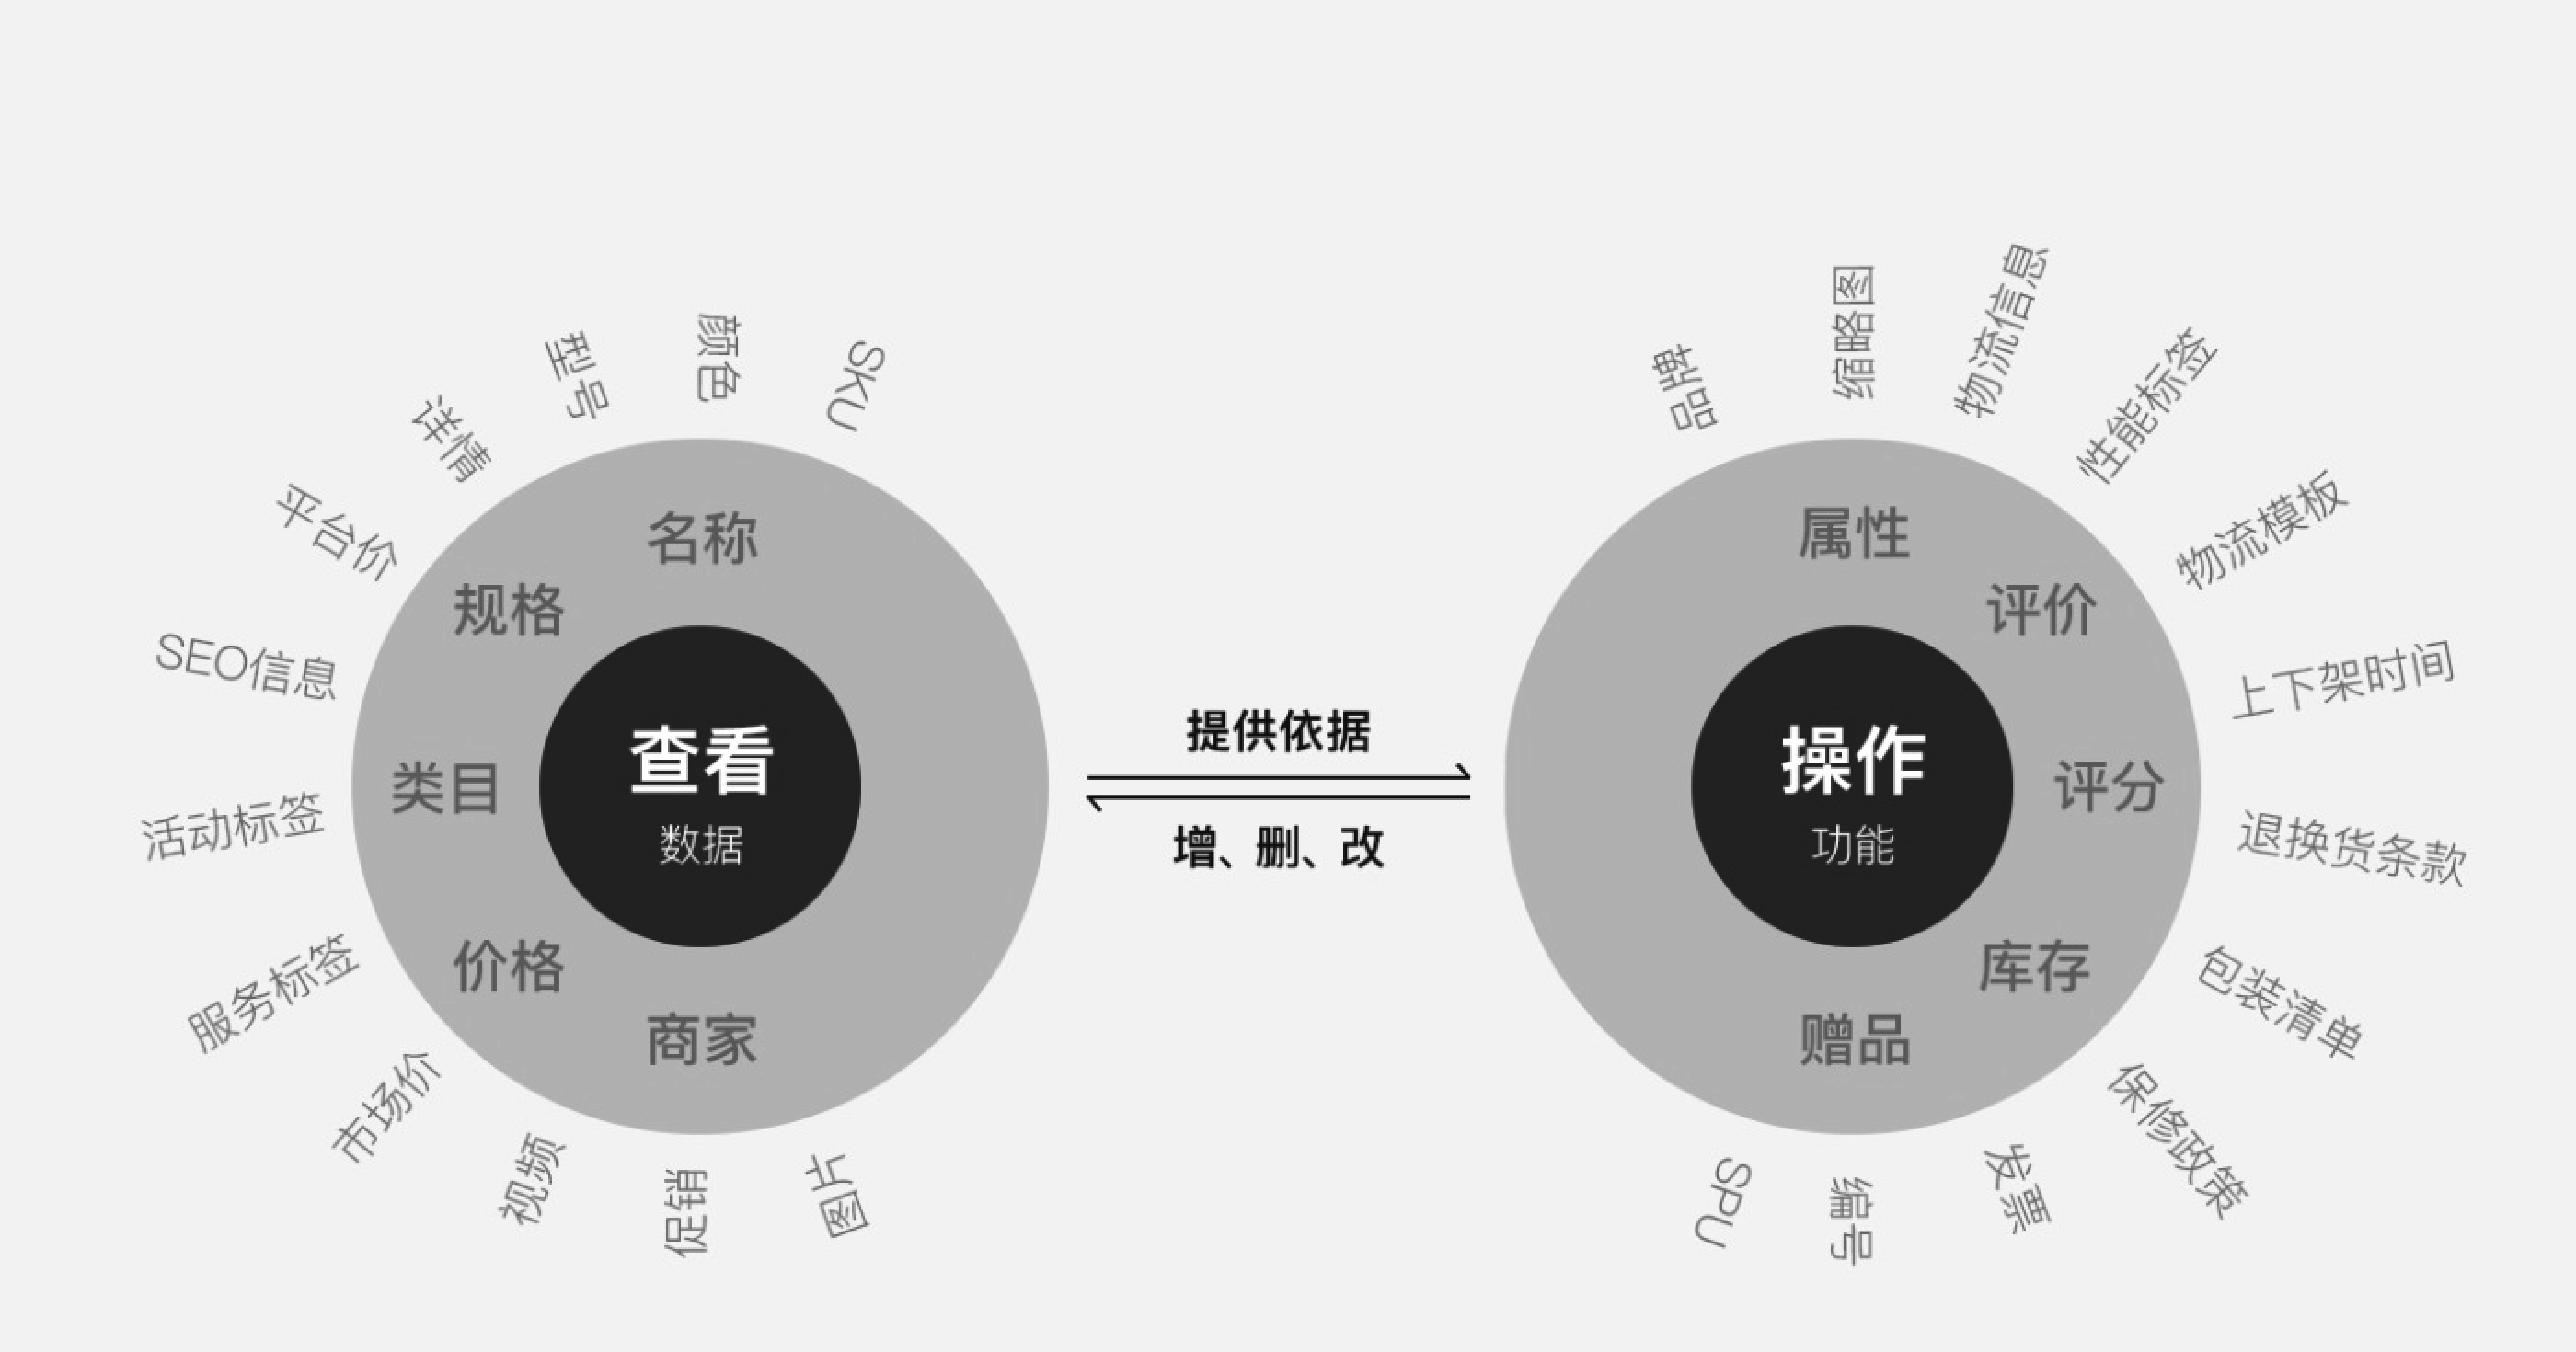 SKU
颜色
型号
详情
平台价
SEO信息
活动标签
服务标签
市场价
视频
促销
图片
名称
规格
类目
价格
商家
查看
数据
提供依据
增、删、改
品牌
缩略图
物流信息
性能标签
物流模板
上下架时间
退换货条款
包装清单
保修政策
发票
编号
SPU
属性
评价
评分
库存
赠品
操作
功能